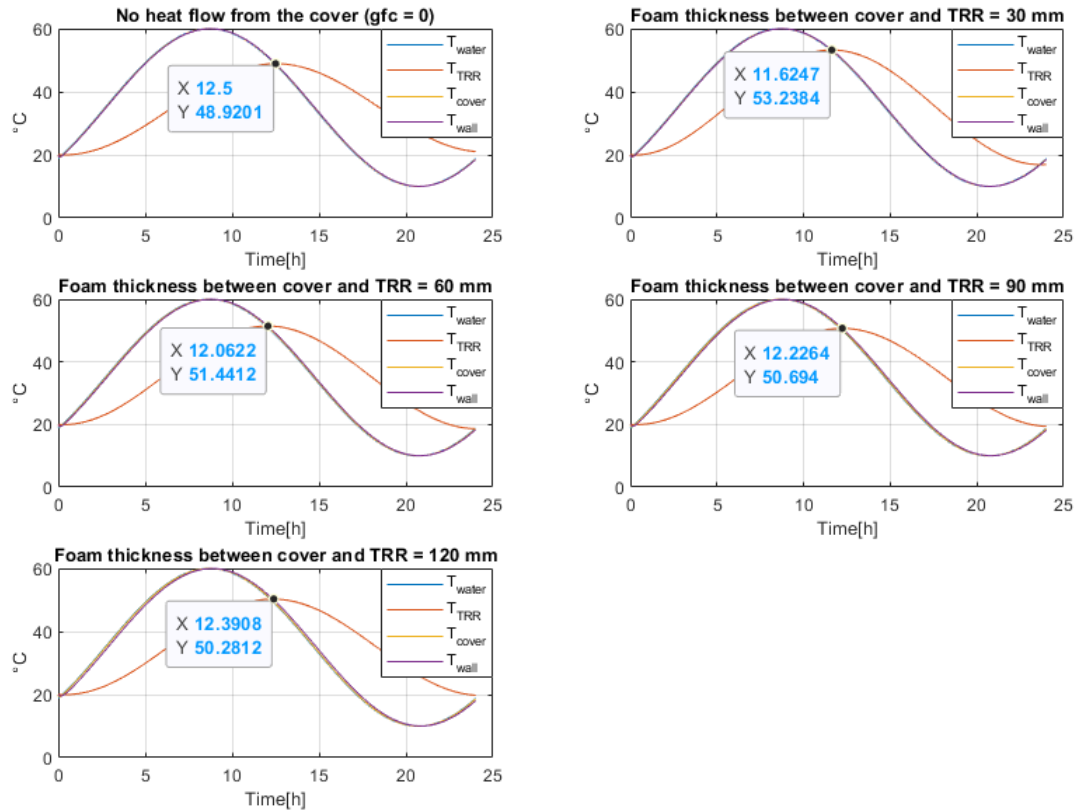 No heat flow from the cover (gfc = 0)
60
40
20
0
°C
X 12.5
Y 48.9201
T_water
T_TRR
T_cover
T_wall
0 5 10 15 20 25
Time[h]
Foam thickness between cover and TRR = 30 mm
60
40
20
0
°C
X 11.6247
Y 53.2384
T_water
T_TRR
T_cover
T_wall
0 5 10 15 20 25
Time[h]
Foam thickness between cover and TRR = 60 mm
60
40
20
0
°C
X 12.0622
Y 51.4412
T_water
T_TRR
T_cover
T_wall
0 5 10 15 20 25
Time[h]
Foam thickness between cover and TRR = 90 mm
60
40
20
0
°C
X 12.2264
Y 50.694
T_water
T_TRR
T_cover
T_wall
0 5 10 15 20 25
Time[h]
Foam thickness between cover and TRR = 120 mm
60
40
20
0
°C
X 12.3908
Y 50.2812
T_water
T_TRR
T_cover
T_wall
0 5 10 15 20 25
Time[h]